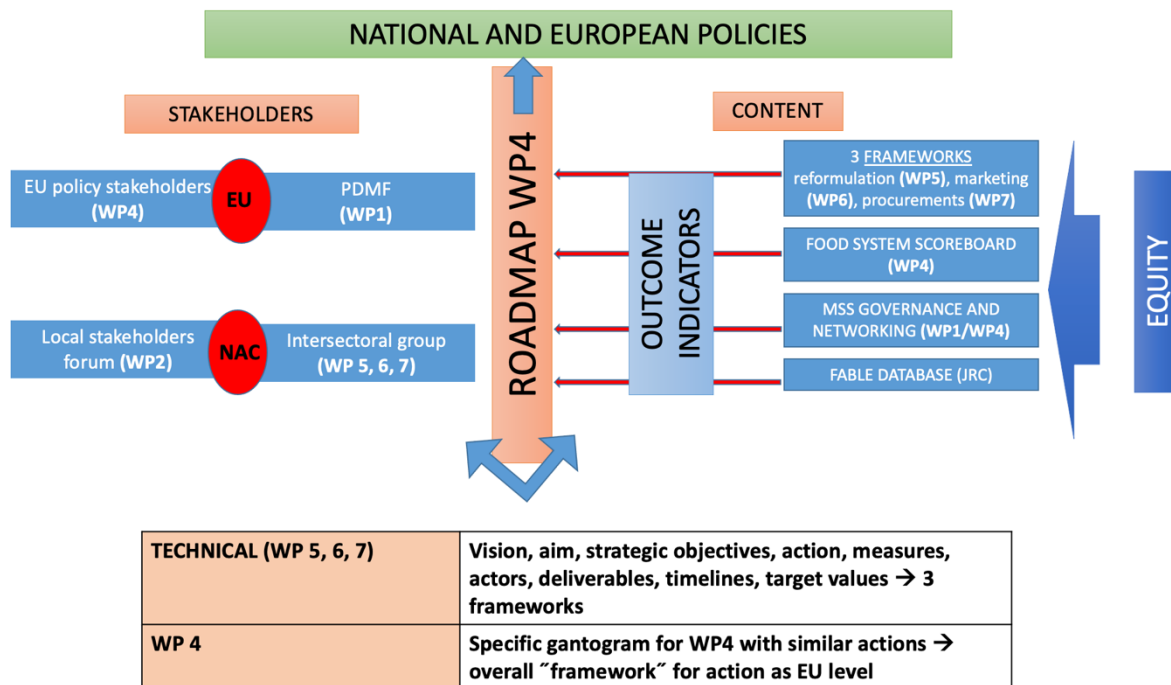 NATIONAL AND EUROPEAN POLICIES
STAKEHOLDERS
CONTENT
EU policy stakeholders
(WP4)
EU
PDMF
(WP1)
Local stakeholders
forum (WP2)
NAC
Intersectoral group
(WP 5, 6, 7)
ROADMAP WP4
OUTCOME
INDICATORS
3 FRAMEWORKS
reformulation (WP5), marketing
(WP6), procurements (WP7)
FOOD SYSTEM SCOREBOARD
(WP4)
MSS GOVERNANCE AND
NETWORKING (WP1/WP4)
FABLE DATABASE (JRC)
EQUITY
TECHNICAL (WP 5, 6, 7)
Vision, aim, strategic objectives, action, measures,
actors, deliverables, timelines, target values → 3
frameworks
WP 4
Specific gantogram for WP4 with similar actions →
overall ˝framework˝ for action as EU level